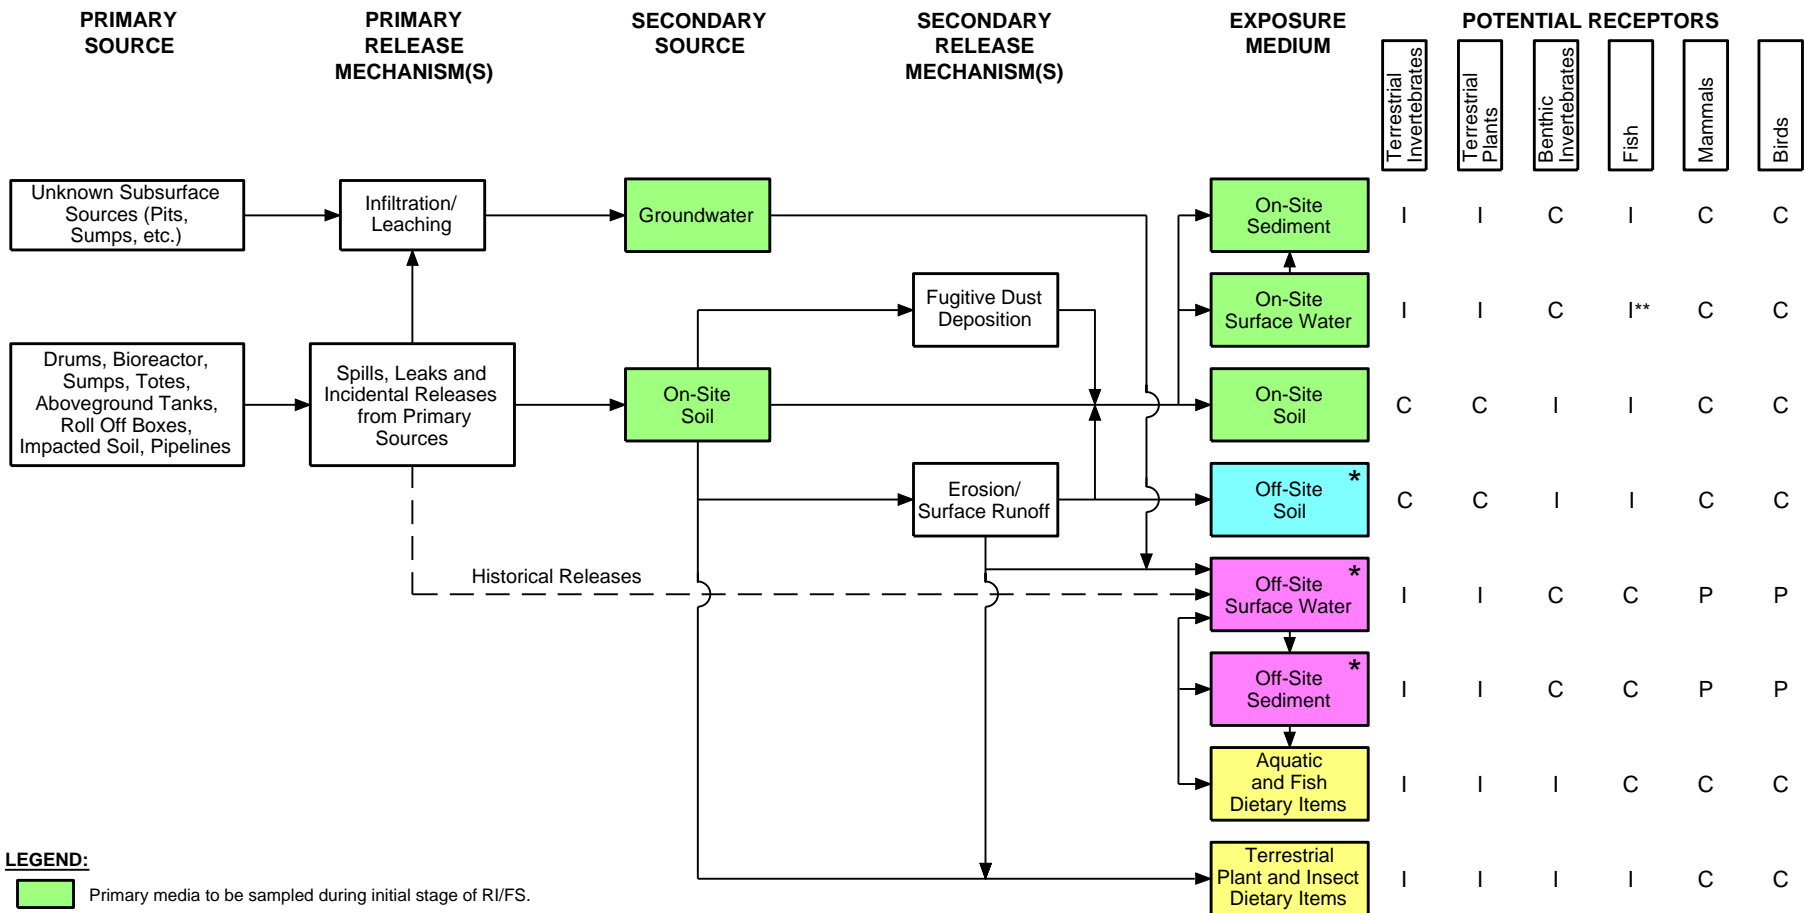 PRIMARY
SOURCE
PRIMARY
RELEASE
MECHANISM(S)
SECONDARY
SOURCE
SECONDARY
RELEASE
MECHANISM(S)
EXPOSURE
MEDIUM
POTENTIAL RECEPTORS
Terrestrial
Invertebrates
Terrestrial
Plants
Benthic
Invertebrates
Fish
Mammals
Birds
Unknown Subsurface
Sources (Pits,
Sumps, etc.)
Infiltration/
Leaching
Groundwater
On-Site
Sediment
I I C I C C
Fugitive Dust
Deposition
On-Site
Surface Water
I I C I** C C
Drums, Bioreactor,
Sumps, Totes,
Aboveground Tanks,
Roll Off Boxes,
Impacted Soil, Pipelines
Spills, Leaks and
Incidental Releases
from Primary
Sources
On-Site
Soil
On-Site
Soil
C C I I C C
Erosion/
Surface Runoff
Off-Site *
Soil
C C I I C C
Historical Releases
Off-Site *
Surface Water
I I C C P P
Off-Site *
Sediment
I I C C P P
Aquatic
and Fish
Dietary Items
I I I C C C
Terrestrial
Plant and Insect
Dietary Items
I I I I C C
LEGEND:
Primary media to be sampled during initial stage of RI/FS.